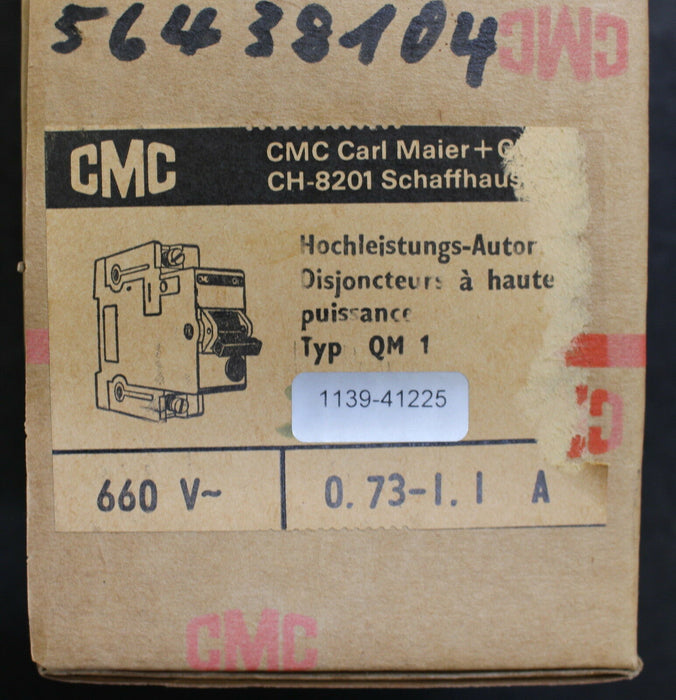 56438104
CMC
CMC
CMC Carl Maier+
CH-8201 Schaffhaus
Hochleistungs-Autor
Disjoncteurs à haute
puissance
Typ QM 1
1139-41225
660 V~
0.73-1.1 A
CMC